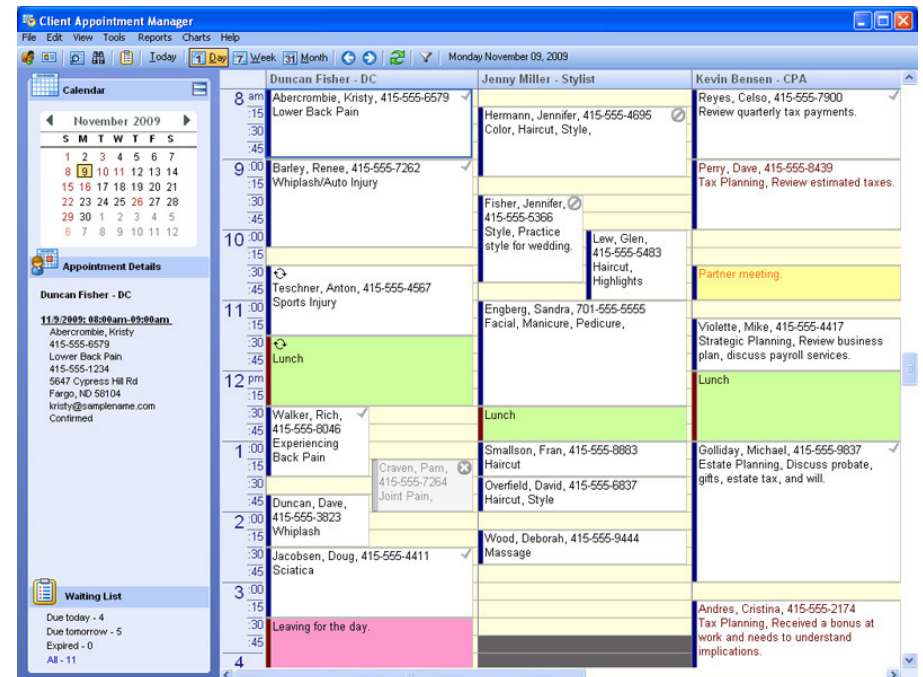 Client Appointment Manager
File Edit View Tools Reports Charts Help
Today Day Week Month Monday November 09, 2009
Calendar
November 2009
S M T W T F S
1 2 3 4 5 6 7
8 9 10 11 12 13 14
15 16 17 18 19 20 21
22 23 24 25 26 27 28
29 30 1 2 3 4 5
6 7 8 9 10 11 12
Appointment Details
Duncan Fisher - DC
11/9/2009: 08:00am-09:00am
Abercrombie, Kristy
415-555-6579
Lower Back Pain
415-555-1234
5647 Cypress Hill Rd
Fargo, ND 58104
kristy@samplename.com
Confirmed
Waiting List
Due today - 4
Due tomorrow - 5
Expired - 0
All - 11
8 am
:15
:30
:45
9 :00
:15
:30
:45
10 :00
:15
:30
:45
11 :00
:15
:30
:45
12 pm
:15
:30
:45
1 :00
:15
:30
:45
2 :00
:15
:30
:45
3 :00
:15
:30
:45
4
Duncan Fisher - DC
Abercrombie, Kristy, 415-555-6579
Lower Back Pain
Barley, Renee, 415-555-7262
Whiplash/Auto Injury
Teschner, Anton, 415-555-4567
Sports Injury
Lunch
Walker, Rich,
415-555-8046
Experiencing
Back Pain
Craven, Pam,
415-555-7264
Joint Pain,
Duncan, Dave,
415-555-3823
Whiplash
Jacobsen, Doug, 415-555-4411
Sciatica
Leaving for the day.
Jenny Miller - Stylist
Hermann, Jennifer, 415-555-4695
Color, Haircut, Style,
Fisher, Jennifer,
415-555-5366
Style, Practice
style for wedding.
Lew, Glen,
415-555-5483
Haircut,
Highlights
Engberg, Sandra, 701-555-5555
Facial, Manicure, Pedicure,
Lunch
Smallson, Fran, 415-555-8883
Haircut
Overfield, David, 415-555-6837
Haircut, Style
Wood, Deborah, 415-555-9444
Massage
Kevin Bensen - CPA
Reyes, Celso, 415-555-7900
Review quarterly tax payments.
Perry, Dave, 415-555-8439
Tax Planning, Review estimated taxes.
Partner meeting.
Violette, Mike, 415-555-4417
Strategic Planning, Review business
plan, discuss payroll services.
Lunch
Golliday, Michael, 415-555-9837
Estate Planning, Discuss probate,
gifts, estate tax, and will.
Andres, Cristina, 415-555-2174
Tax Planning, Received a bonus at
work and needs to understand
implications.